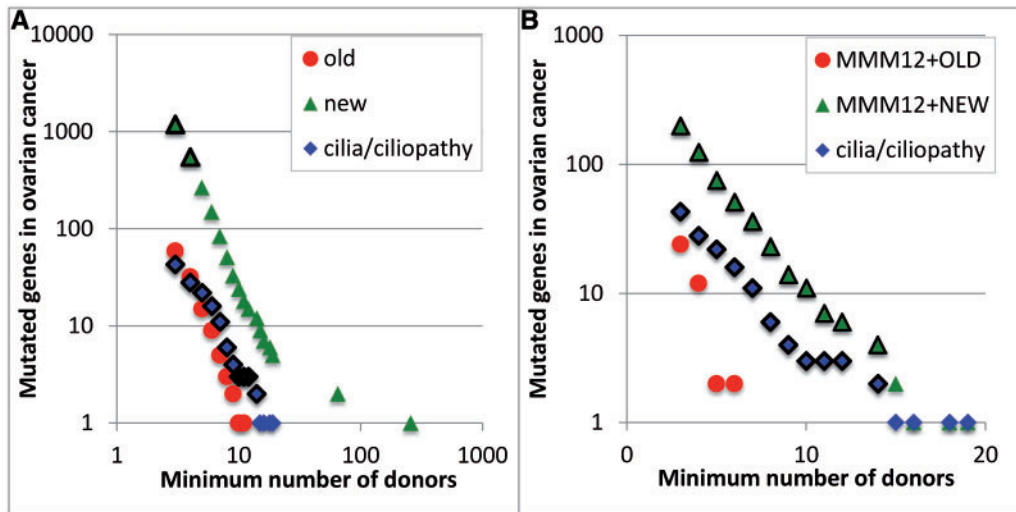 A
Mutated genes in ovarian cancer
10000
1000
100
10
1
1
10
100
1000
Minimum number of donors
old
new
cilia/ciliopathy
B
Mutated genes in ovarian cancer
1000
100
10
1
0
10
20
Minimum number of donors
MMM12+OLD
MMM12+NEW
cilia/ciliopathy